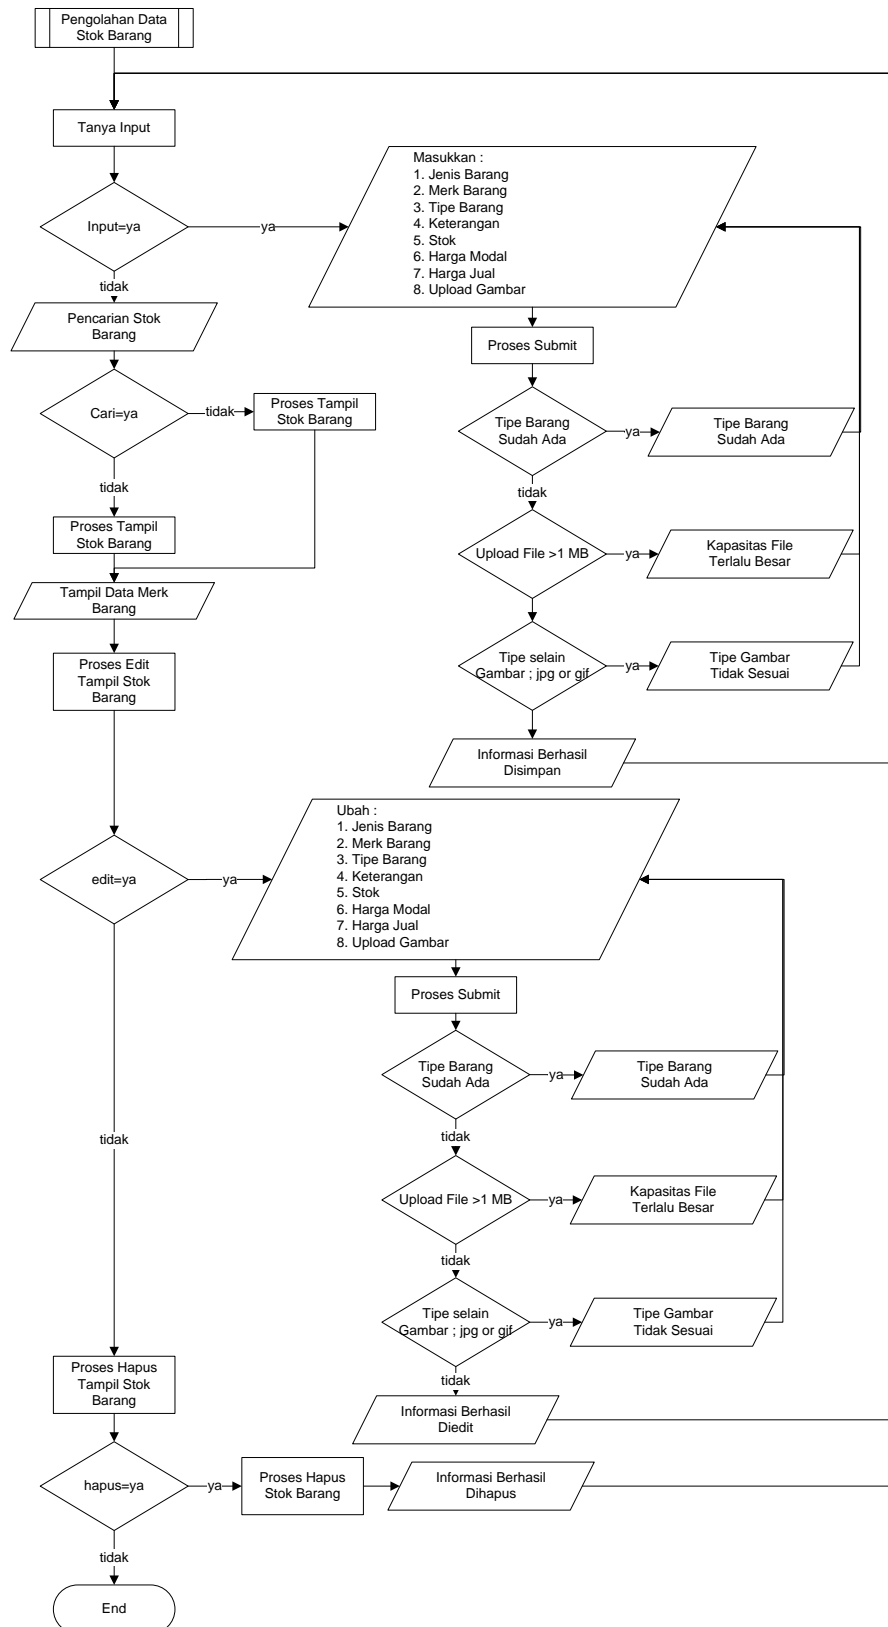 Pengolahan Data
Stok Barang
Tanya Input
Input=ya
ya
tidak
Masukkan :
1. Jenis Barang
2. Merk Barang
3. Tipe Barang
4. Keterangan
5. Stok
6. Harga Modal
7. Harga Jual
8. Upload Gambar
Pencarian Stok
Barang
Proses Submit
Cari=ya
tidak
Proses Tampil
Stok Barang
tidak
Proses Tampil
Stok Barang
Tampil Data Merk
Barang
Proses Edit
Tampil Stok
Barang
Tipe Barang
Sudah Ada
ya
Tipe Barang
Sudah Ada
tidak
Upload File >1 MB
ya
Kapasitas File
Terlalu Besar
Tipe selain
Gambar ; jpg or gif
ya
Tipe Gambar
Tidak Sesuai
Informasi Berhasil
Disimpan
edit=ya
ya
Ubah :
1. Jenis Barang
2. Merk Barang
3. Tipe Barang
4. Keterangan
5. Stok
6. Harga Modal
7. Harga Jual
8. Upload Gambar
Proses Submit
Tipe Barang
Sudah Ada
ya
Tipe Barang
Sudah Ada
tidak
tidak
Upload File >1 MB
ya
Kapasitas File
Terlalu Besar
tidak
Tipe selain
Gambar ; jpg or gif
ya
Tipe Gambar
Tidak Sesuai
tidak
Informasi Berhasil
Diedit
Proses Hapus
Tampil Stok
Barang
hapus=ya
ya
Proses Hapus
Stok Barang
Informasi Berhasil
Dihapus
tidak
End